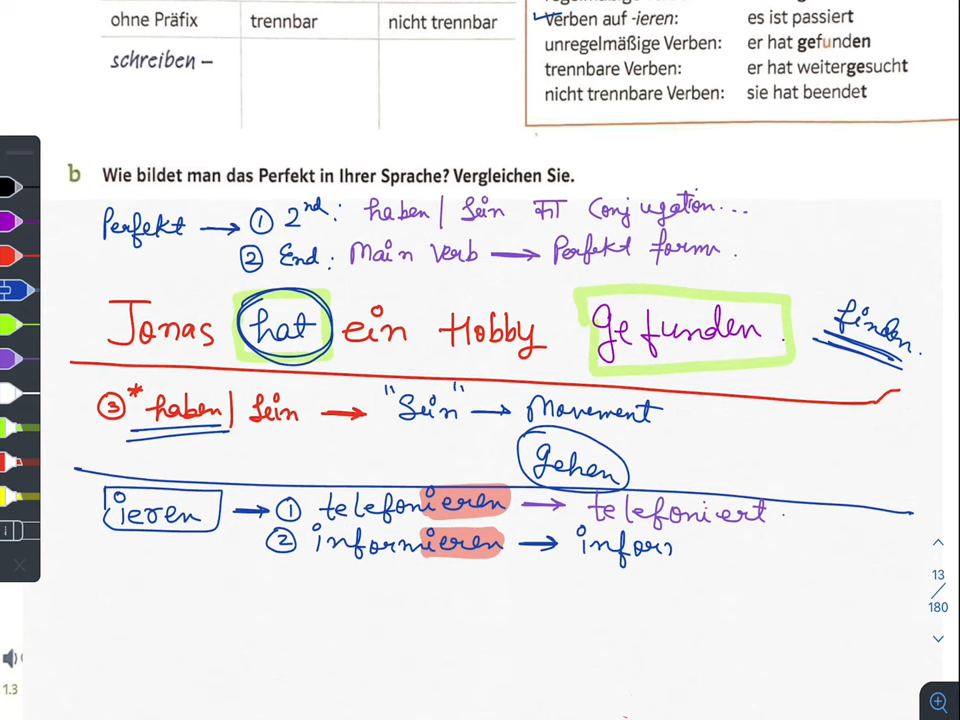 ohne Präfix trennbar nicht trennbar
schreiben –
Verben auf -ieren: es ist passiert
unregelmäßige Verben: er hat gefunden
trennbare Verben: er hat weitergesucht
nicht trennbare Verben: sie hat beendet
b Wie bildet man das Perfekt in Ihrer Sprache? Vergleichen Sie.
Perfekt → ① 2nd: haben | Sein का Conjugation...
② End: Main Verb → Perfekt form.
Jonas hat ein Hobby Gefunden. finden.
③ * haben | Sein → "Sein" → Movement
Gehen
ieren → ① telefonieren → telefoniert.
② informieren → infor
13
/
180
1.3